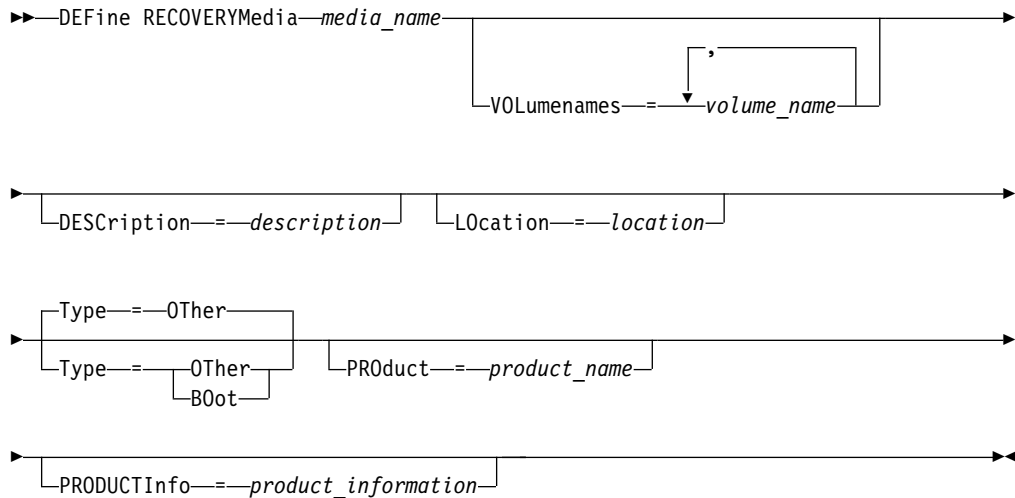 DEFine RECOVERYMedia media_name
,
VOLumenames = volume_name
DESCription = description LOcation = location
Type = OTher
Type = OTher PROduct = product_name
BOot
PRODUCTInfo = product_information